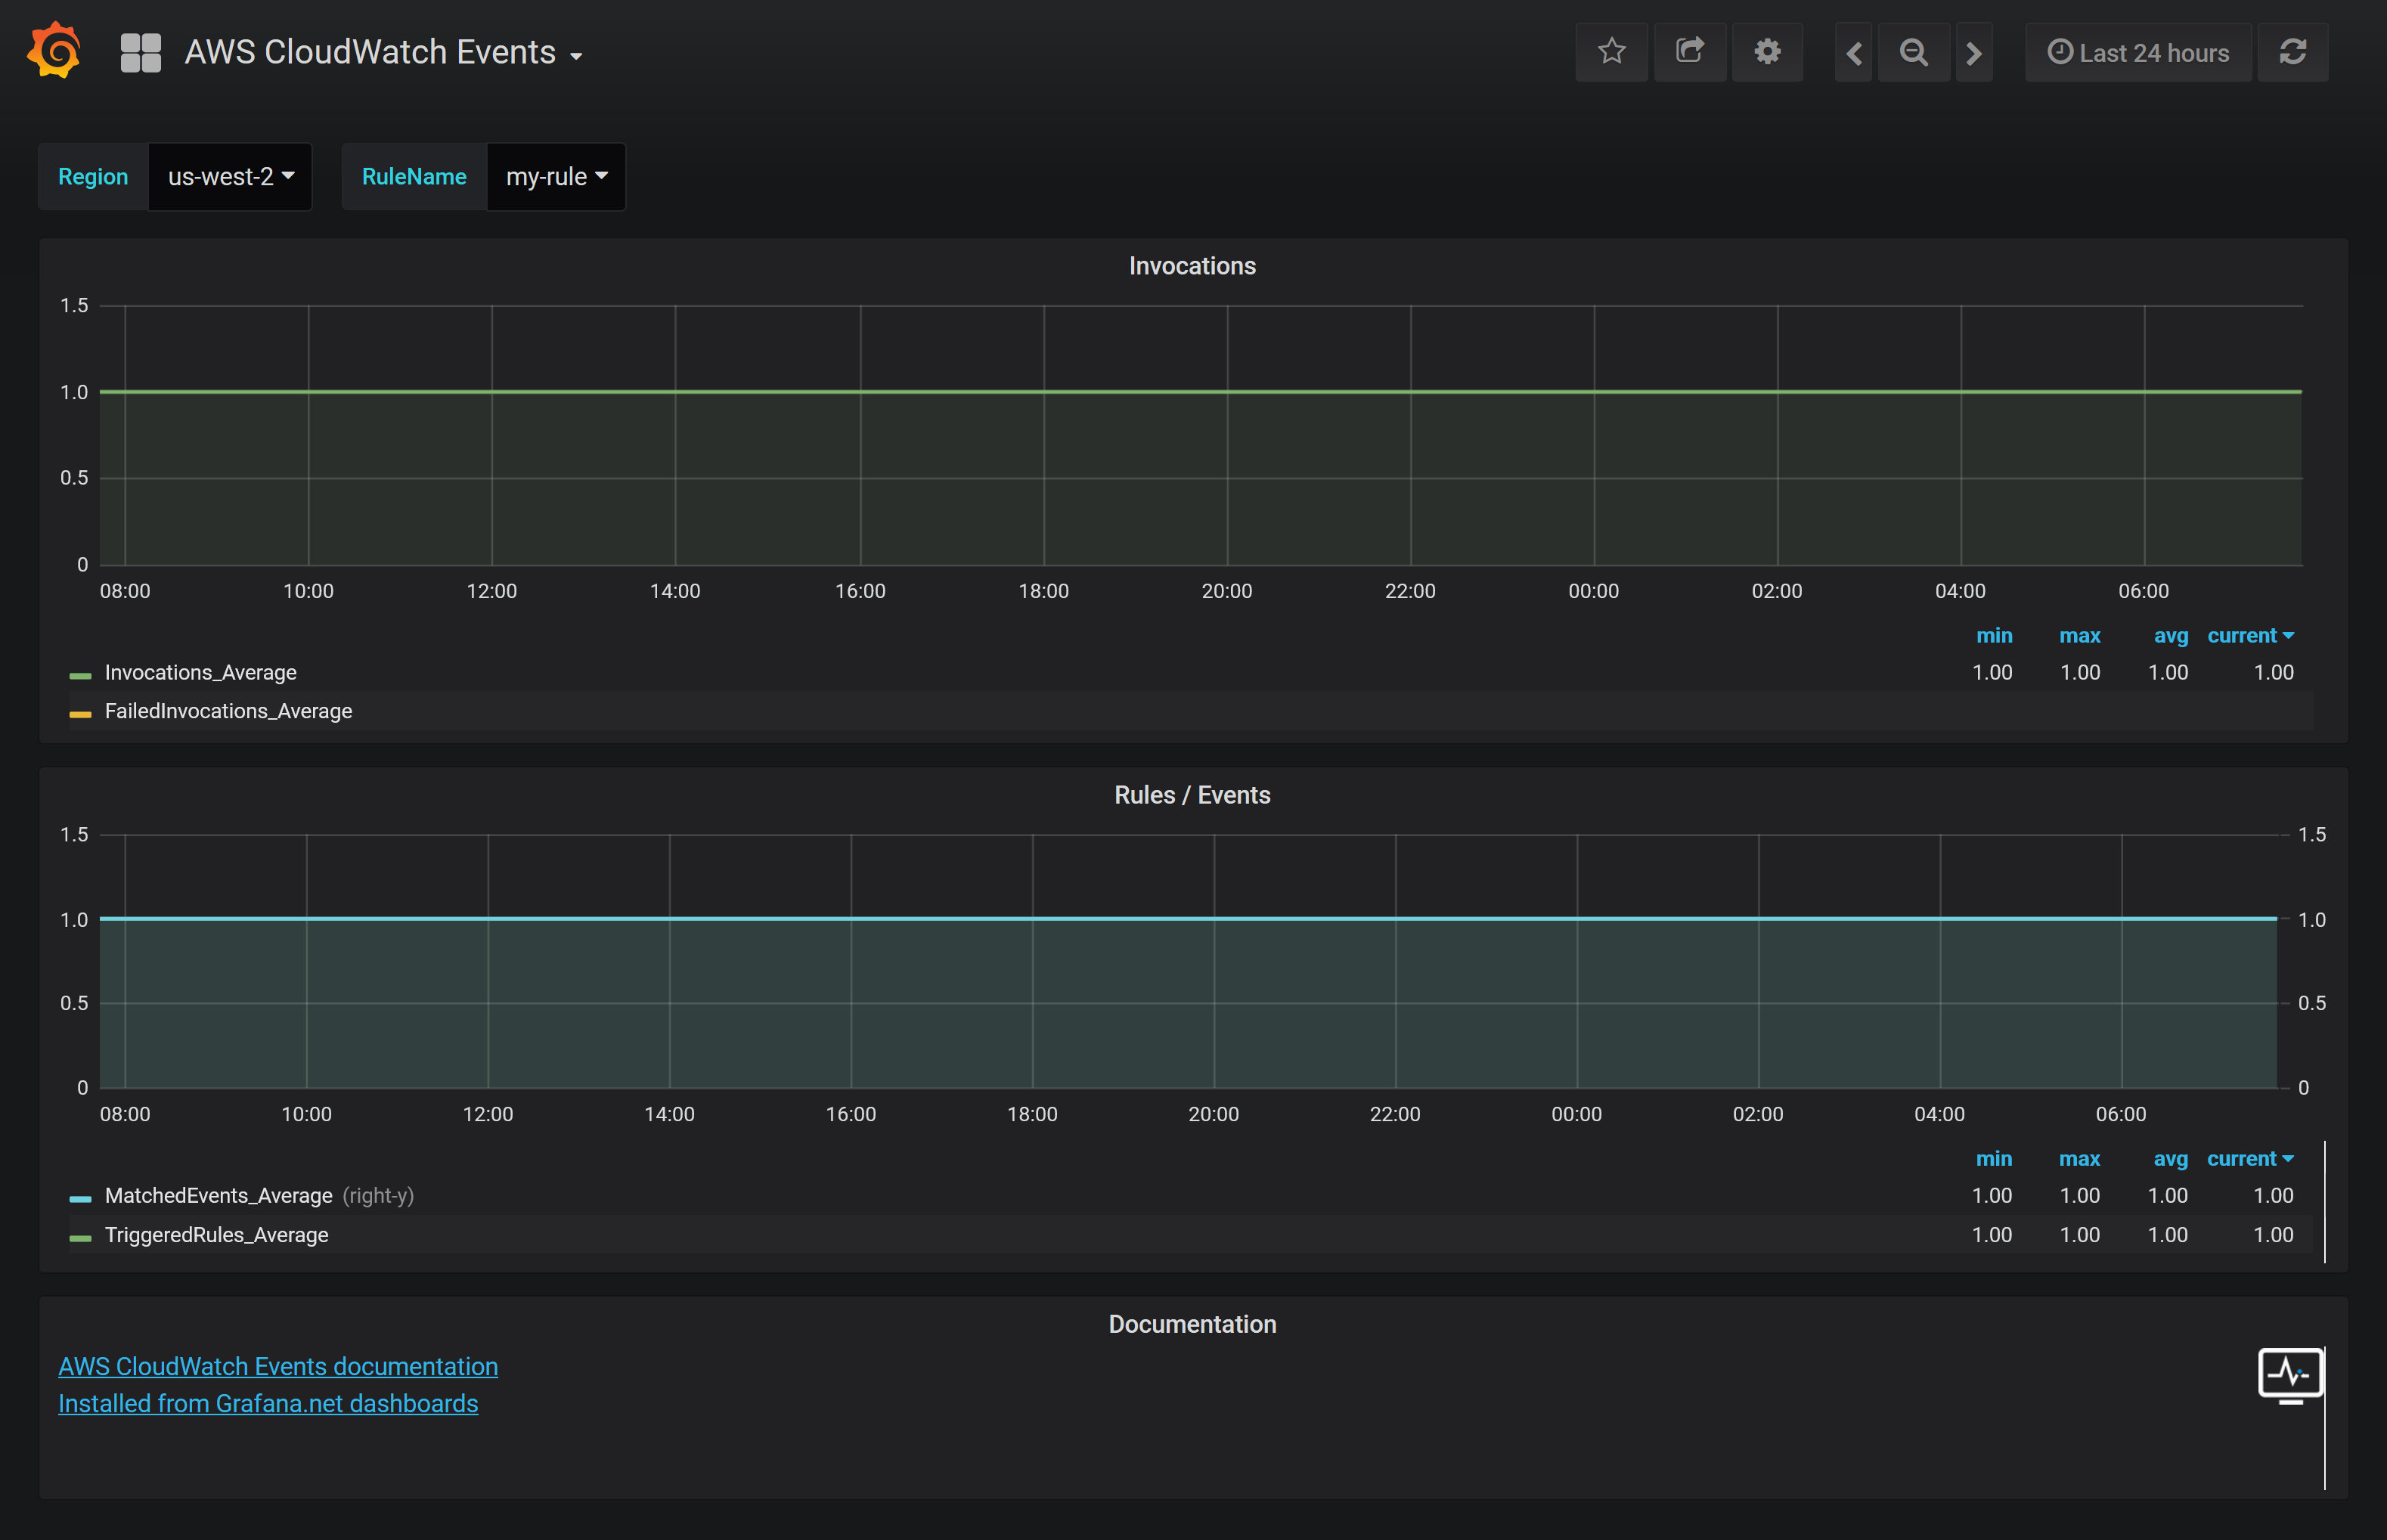 AWS CloudWatch Events
Last 24 hours
Region us-west-2 RuleName my-rule
Invocations
1.5
1.0
0.5
0
08:00 10:00 12:00 14:00 16:00 18:00 20:00 22:00 00:00 02:00 04:00 06:00
min max avg current
Invocations_Average 1.00 1.00 1.00 1.00
FailedInvocations_Average
Rules / Events
1.5 1.5
1.0 1.0
0.5 0.5
0 0
08:00 10:00 12:00 14:00 16:00 18:00 20:00 22:00 00:00 02:00 04:00 06:00
min max avg current
MatchedEvents_Average (right-y) 1.00 1.00 1.00 1.00
TriggeredRules_Average 1.00 1.00 1.00 1.00
Documentation
AWS CloudWatch Events documentation
Installed from Grafana.net dashboards